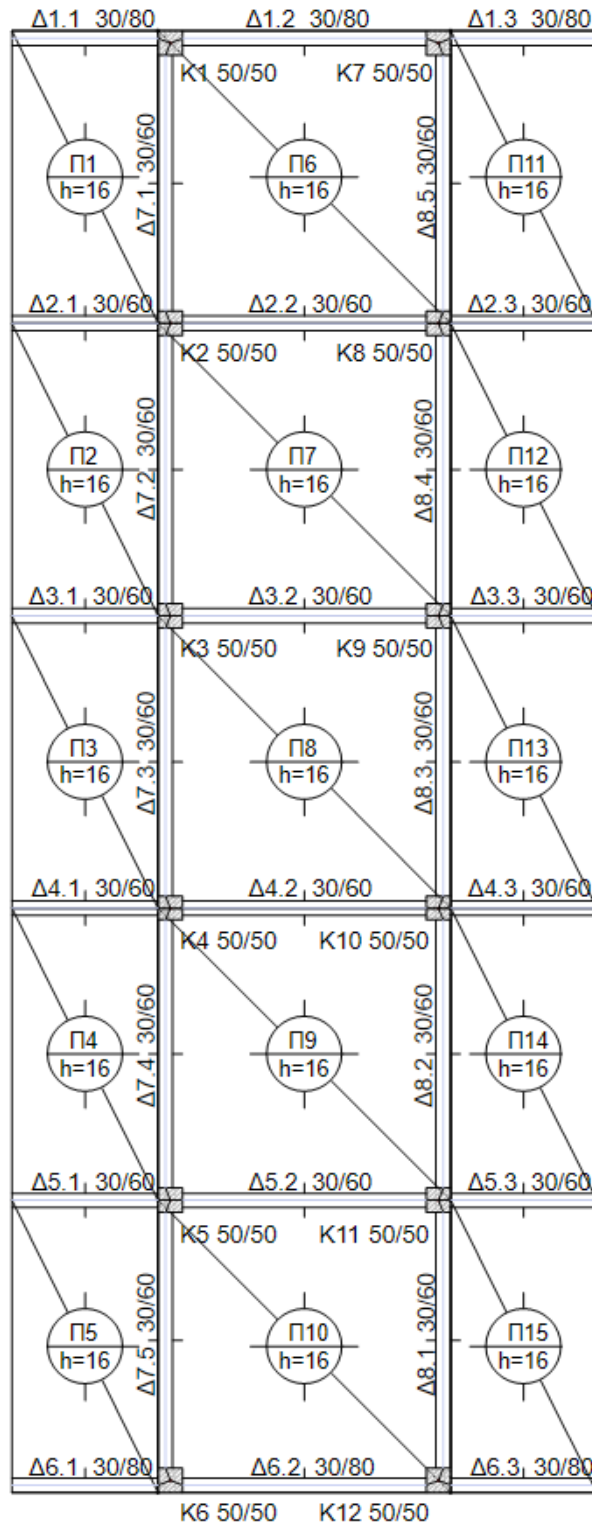 Δ1.1 30/80
Δ1.2 30/80
Δ1.3 30/80
K1 50/50
K7 50/50
Π1
h=16
Δ7.1 30/60
Π6
h=16
Δ8.5 30/60
Π11
h=16
Δ2.1 30/60
Δ2.2 30/60
Δ2.3 30/60
K2 50/50
K8 50/50
Π2
h=16
Δ7.2 30/60
Π7
h=16
Δ8.4 30/60
Π12
h=16
Δ3.1 30/60
Δ3.2 30/60
Δ3.3 30/60
K3 50/50
K9 50/50
Π3
h=16
Δ7.3 30/60
Π8
h=16
Δ8.3 30/60
Π13
h=16
Δ4.1 30/60
Δ4.2 30/60
Δ4.3 30/60
K4 50/50
K10 50/50
Π4
h=16
Δ7.4 30/60
Π9
h=16
Δ8.2 30/60
Π14
h=16
Δ5.1 30/60
Δ5.2 30/60
Δ5.3 30/60
K5 50/50
K11 50/50
Π5
h=16
Δ7.5 30/60
Π10
h=16
Δ8.1 30/60
Π15
h=16
Δ6.1 30/80
Δ6.2 30/80
Δ6.3 30/80
K6 50/50
K12 50/50